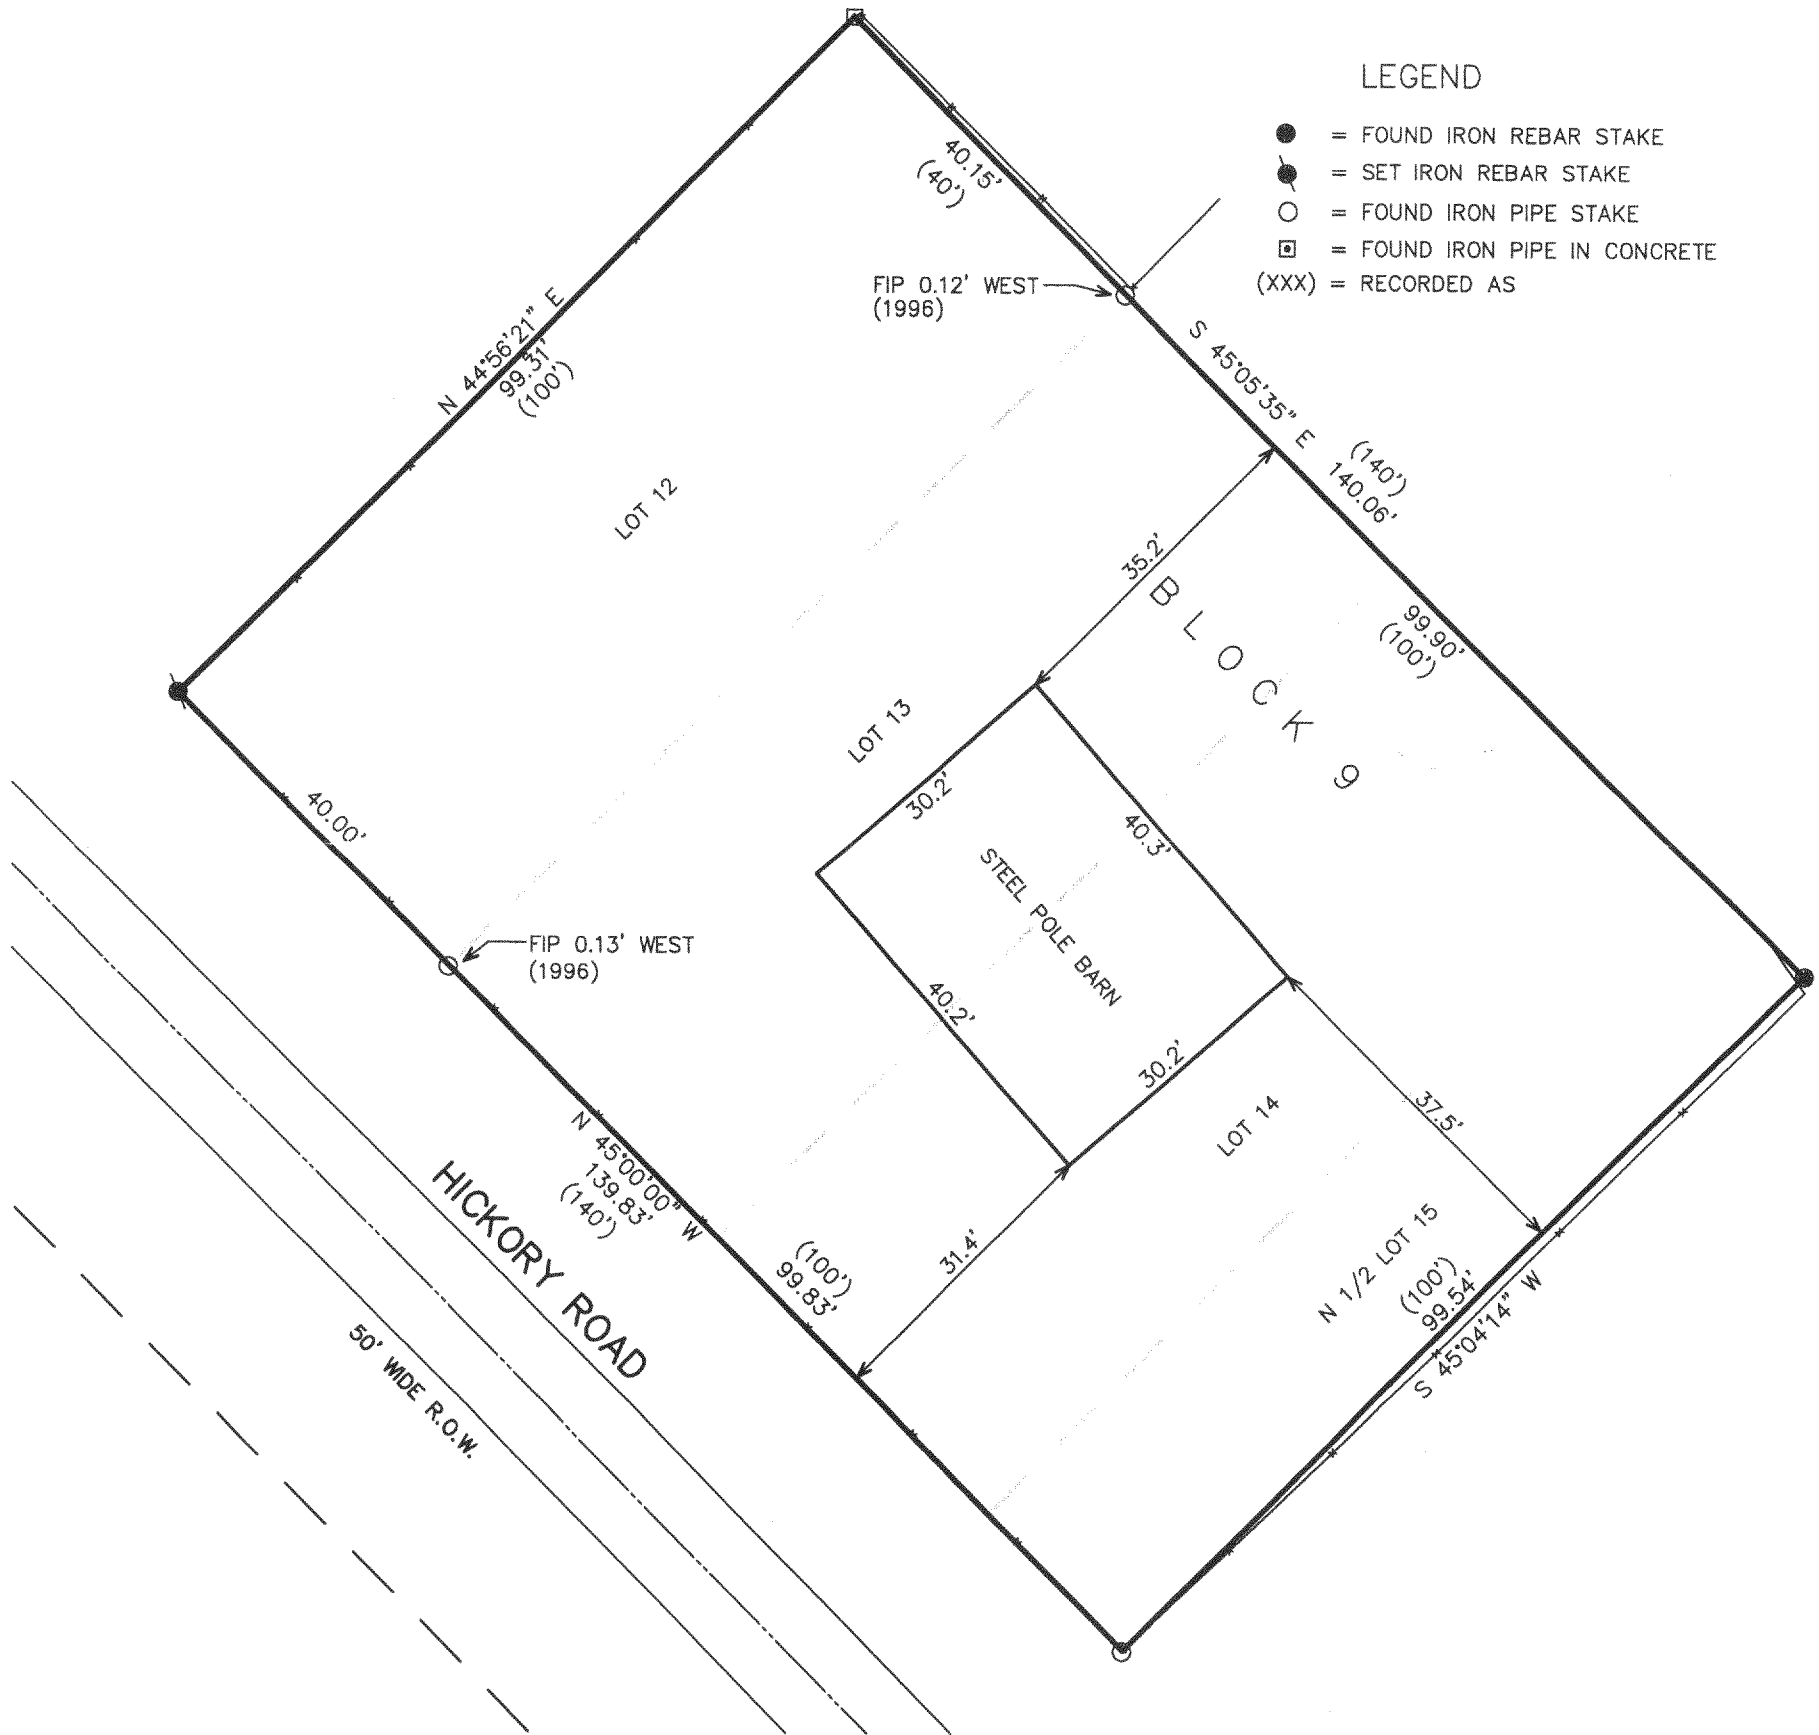 LEGEND
= FOUND IRON REBAR STAKE
= SET IRON REBAR STAKE
= FOUND IRON PIPE STAKE
= FOUND IRON PIPE IN CONCRETE
(XXX) = RECORDED AS
40.15'
(40')
FIP 0.12' WEST
(1996)
N 44°56'21" E
99.31'
(100')
S 45°05'35" E
(140')
140.06'
LOT 12
35.2'
BLOCK 9
99.90'
(100')
LOT 13
30.2'
40.3'
40.00'
STEEL POLE BARN
FIP 0.13' WEST
(1996)
40.2'
30.2'
LOT 14
37.5'
N 45°00'00" W
139.83'
(140')
HICKORY ROAD
50' WIDE R.O.W.
(100')
99.83'
31.4'
N 1/2 LOT 15
(100')
99.54'
S 45°04'14" W